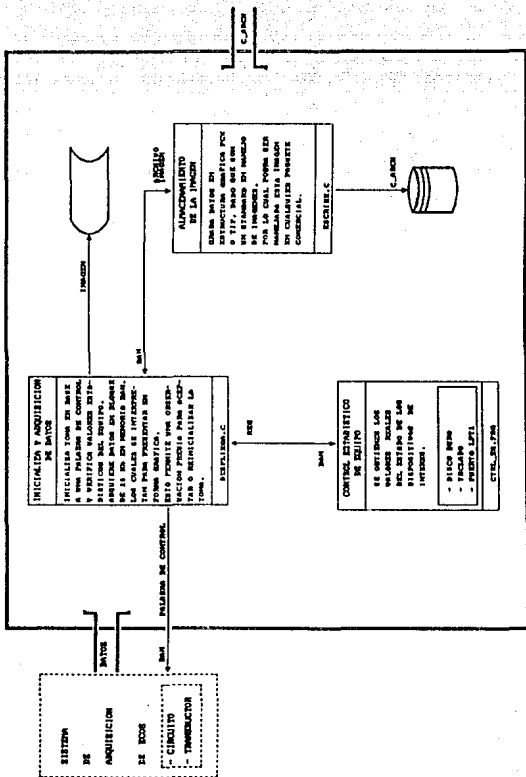 SISTEMA
DE
ADQUISICION
DE ECOS
- CIRCUITO
- TRANSDUCTOR
DATOS
RAM
PALABRA DE CONTROL
INICIALIZA Y ADQUISICION
DE DATOS
INICIALIZA TOMA EN BASE
A UNA PALABRA DE CONTROL
Y VERIFICA VALORES ESTA-
DISTICOS DEL EQUIPO.
ADQUIERE DATOS EN BLOQUE
DE 16 KB EN MEMORIA RAM,
LOS CUALES SE INTERPRE-
TAN PARA PRESENTAR EN
FORMA GRAFICA.
ESTO PERMITE UNA OBSER-
VACION PREVIA PARA ACEP-
TAR O REINICIALIZAR LA
TOMA.
DESPLIEGA.C
IMAGEN
RAM
ARCHIVO
IMAGEN
ALMACENAMIENTO
DE LA IMAGEN
GRABA DATOS EN
ESTRUCTURA GRAFICA PCX
O TIF, DADO QUE SON
UN STANDARD EN MANEJO
DE IMAGENES,
POR LO CUAL PODRA SER
MANEJADA ESTA IMAGEN
EN CUALQUIER PAQUETE
COMERCIAL.
ESCRIBE.C
C_ARCH
C_ARCH
RES
RAM
CONTROL ESTADISTICO
DE EQUIPO
SE OBTIENEN LOS
VALORES REALES
DEL ESTADO DE LOS
DISPOSITIVOS DE
INTERES.
- DISCO DURO
- TECLADO
- PUERTO LPT1